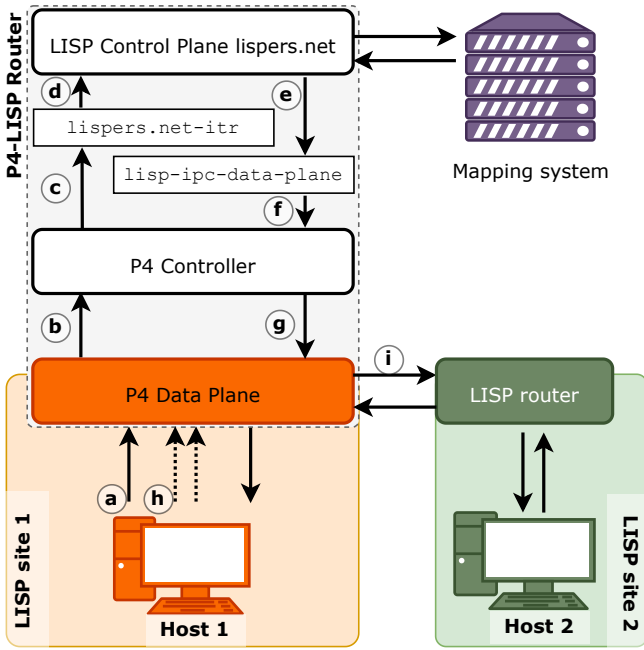 P4-LISP Router
LISP Control Plane lispers.net
d
e
lispers.net-itr
Mapping system
c
lisp-ipc-data-plane
f
P4 Controller
b
g
i
P4 Data Plane
LISP router
a
h
LISP site 1
LISP site 2
Host 1
Host 2